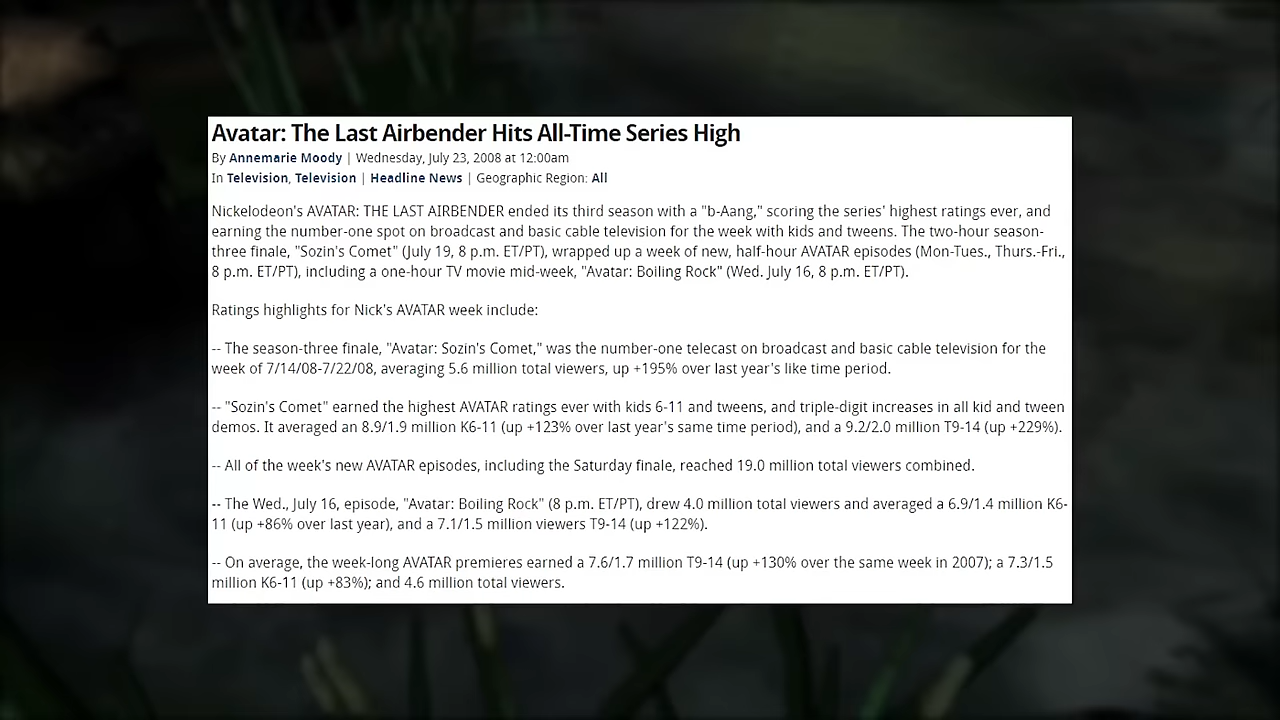 Avatar: The Last Airbender Hits All-Time Series High
By Annemarie Moody | Wednesday, July 23, 2008 at 12:00am
In Television, Television | Headline News | Geographic Region: All
Nickelodeon's AVATAR: THE LAST AIRBENDER ended its third season with a "b-Aang," scoring the series' highest ratings ever, and
earning the number-one spot on broadcast and basic cable television for the week with kids and tweens. The two-hour season-
three finale, "Sozin's Comet" (July 19, 8 p.m. ET/PT), wrapped up a week of new, half-hour AVATAR episodes (Mon-Tues., Thurs.-Fri.,
8 p.m. ET/PT), including a one-hour TV movie mid-week, "Avatar: Boiling Rock" (Wed. July 16, 8 p.m. ET/PT).
Ratings highlights for Nick's AVATAR week include:
-- The season-three finale, "Avatar: Sozin's Comet," was the number-one telecast on broadcast and basic cable television for the
week of 7/14/08-7/22/08, averaging 5.6 million total viewers, up +195% over last year's like time period.
-- "Sozin's Comet" earned the highest AVATAR ratings ever with kids 6-11 and tweens, and triple-digit increases in all kid and tween
demos. It averaged an 8.9/1.9 million K6-11 (up +123% over last year's same time period), and a 9.2/2.0 million T9-14 (up +229%).
-- All of the week's new AVATAR episodes, including the Saturday finale, reached 19.0 million total viewers combined.
-- The Wed., July 16, episode, "Avatar: Boiling Rock" (8 p.m. ET/PT), drew 4.0 million total viewers and averaged a 6.9/1.4 million K6-
11 (up +86% over last year), and a 7.1/1.5 million viewers T9-14 (up +122%).
-- On average, the week-long AVATAR premieres earned a 7.6/1.7 million T9-14 (up +130% over the same week in 2007); a 7.3/1.5
million K6-11 (up +83%); and 4.6 million total viewers.